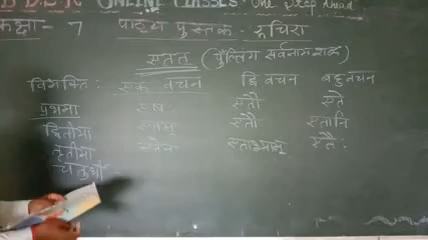 B.D.L.R ONLINE CLASSES- One Step Ahead
कक्षा- 7 पाठ्य पुस्तक- रूचिरा
एतत् (पुँल्लिंग सर्वनाम शब्द)
विभक्ति: एक वचन द्वि वचन बहुवचन
प्रथमा एषः एतौ एते
द्वितीया एतम् एतौ एतानि
तृतीया एतेन एताभ्याम् एतैः
चतुर्थी